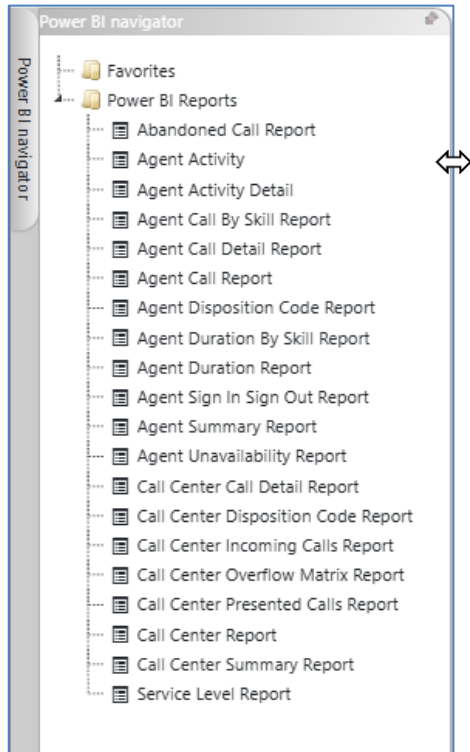 Power BI navigator
Power BI navigator
Favorites
Power BI Reports
Abandoned Call Report
Agent Activity
Agent Activity Detail
Agent Call By Skill Report
Agent Call Detail Report
Agent Call Report
Agent Disposition Code Report
Agent Duration By Skill Report
Agent Duration Report
Agent Sign In Sign Out Report
Agent Summary Report
Agent Unavailability Report
Call Center Call Detail Report
Call Center Disposition Code Report
Call Center Incoming Calls Report
Call Center Overflow Matrix Report
Call Center Presented Calls Report
Call Center Report
Call Center Summary Report
Service Level Report